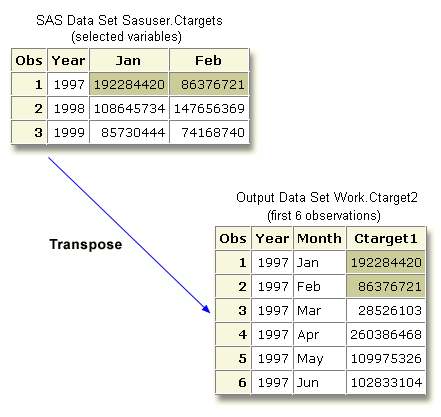 SAS Data Set Sasuser.Ctargets
(selected variables)
Obs Year Jan Feb
1 1997 192284420 86376721
2 1998 108645734 147656369
3 1999 85730444 74168740
Transpose
Output Data Set Work.Ctarget2
(first 6 observations)
Obs Year Month Ctarget1
1 1997 Jan 192284420
2 1997 Feb 86376721
3 1997 Mar 28526103
4 1997 Apr 260386468
5 1997 May 109975326
6 1997 Jun 102833104